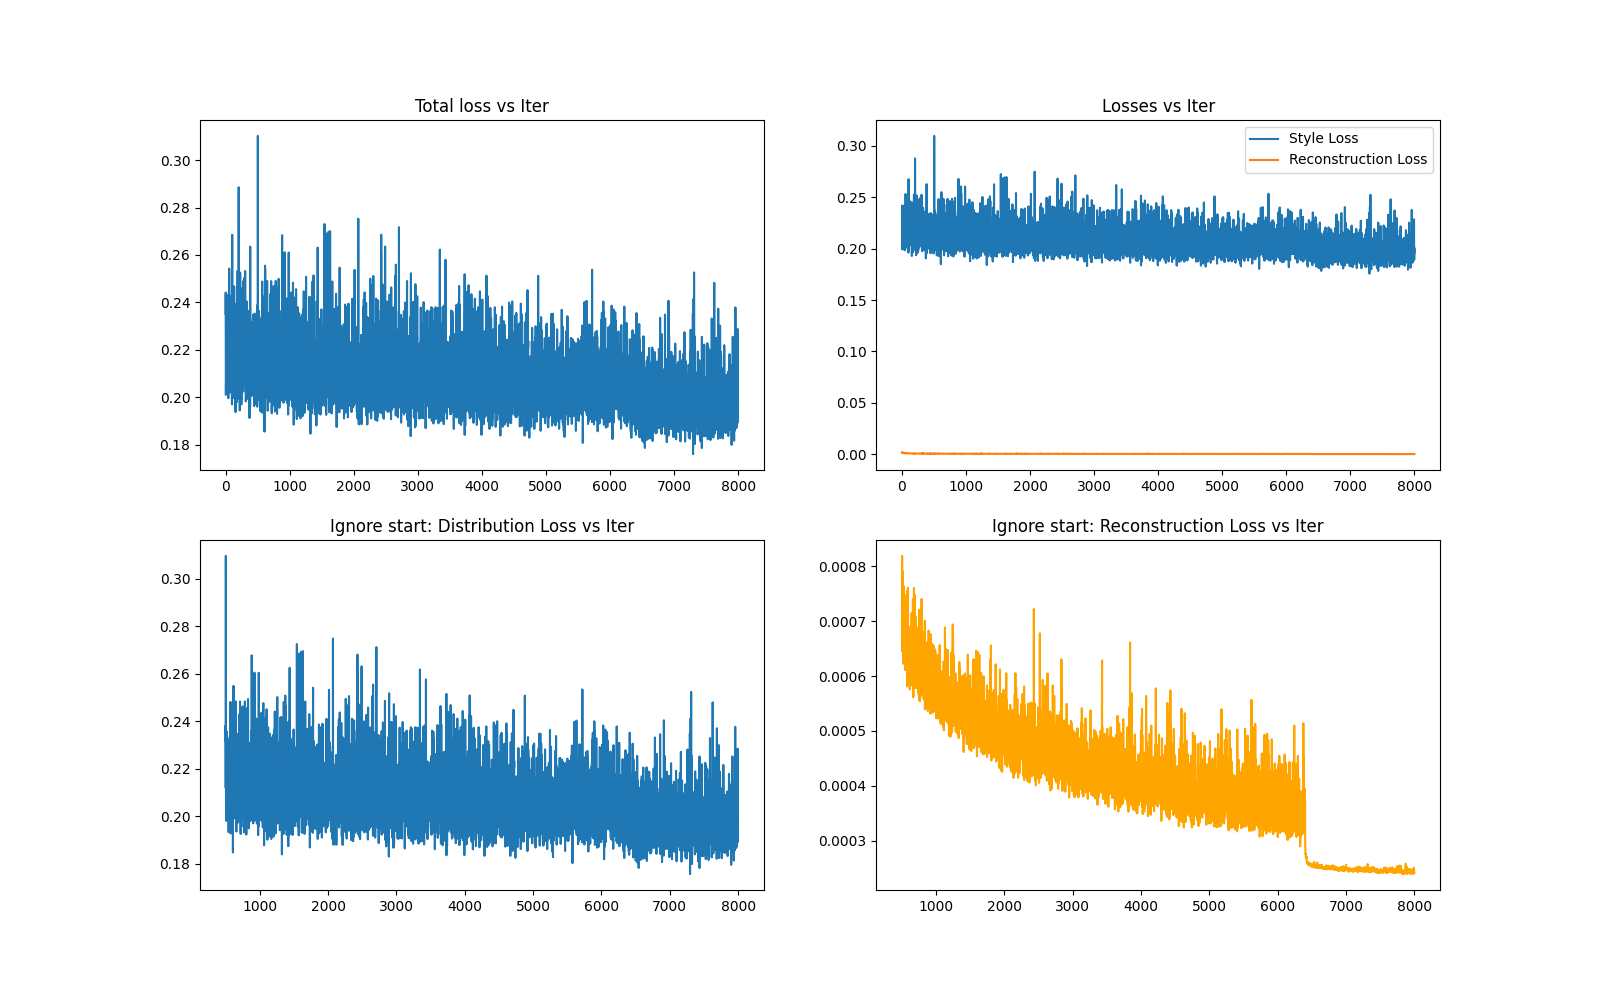 Total loss vs Iter
0.30
0.28
0.26
0.24
0.22
0.20
0.18
0 1000 2000 3000 4000 5000 6000 7000 8000
Losses vs Iter
Style Loss
Reconstruction Loss
0.30
0.25
0.20
0.15
0.10
0.05
0.00
0 1000 2000 3000 4000 5000 6000 7000 8000
Ignore start: Distribution Loss vs Iter
0.30
0.28
0.26
0.24
0.22
0.20
0.18
1000 2000 3000 4000 5000 6000 7000 8000
Ignore start: Reconstruction Loss vs Iter
0.0008
0.0007
0.0006
0.0005
0.0004
0.0003
1000 2000 3000 4000 5000 6000 7000 8000